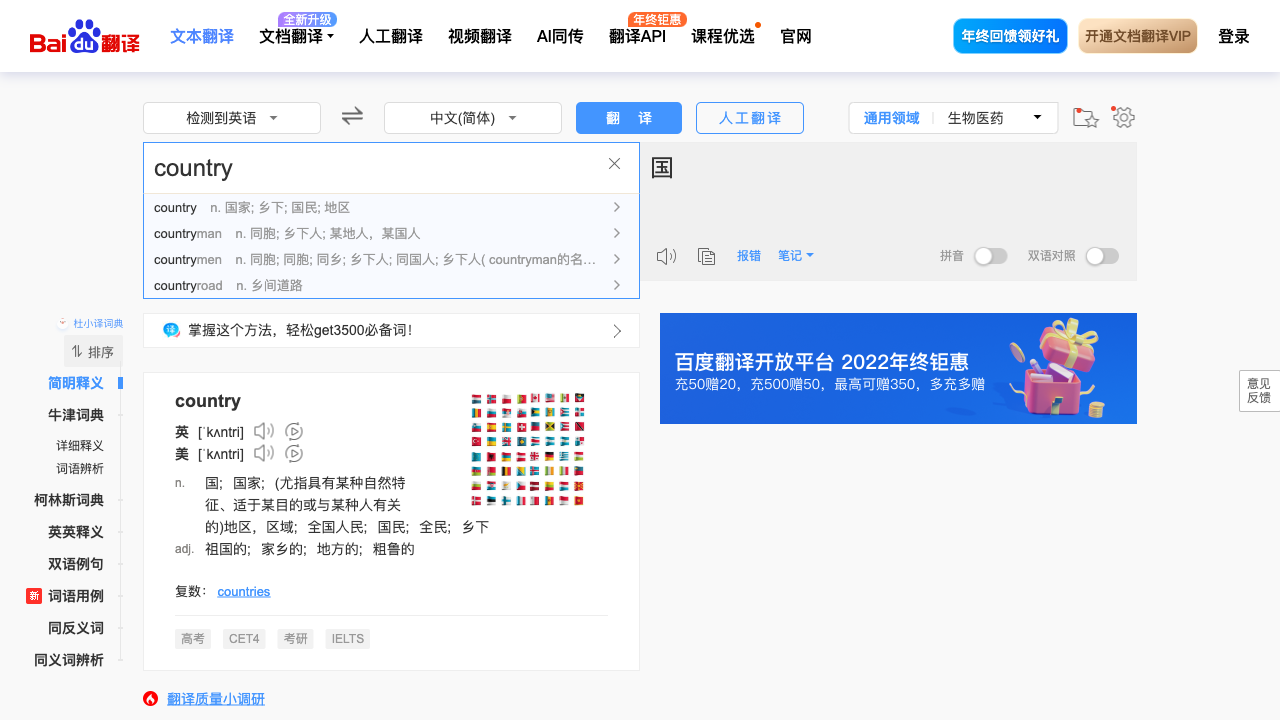 Bai du 翻译
文本翻译
全新升级
文档翻译
人工翻译
视频翻译
AI同传
年终钜惠
翻译API
课程优选
官网
年终回馈领好礼
开通文档翻译VIP
登录
检测到英语
中文(简体)
翻 译
人工翻译
通用领域
生物医药
country
国
country n. 国家; 乡下; 国民; 地区
countryman n. 同胞; 乡下人; 某地人，某国人
countrymen n. 同胞; 同胞; 同乡; 乡下人; 同国人; 乡下人( countryman的名...
countryroad n. 乡间道路
报错
笔记
拼音
双语对照
杜小译词典
排序
简明释义
牛津词典
详细释义
词语辨析
柯林斯词典
英英释义
双语例句
新 词语用例
同反义词
同义词辨析
掌握这个方法，轻松get3500必备词！
百度翻译开放平台 2022年终钜惠
充50赠20，充500赠50，最高可赠350，多充多赠
意见
反馈
country
英 [ˈkʌntri]
美 [ˈkʌntri]
n. 国；国家；(尤指具有某种自然特
征、适于某目的或与某种人有关
的)地区，区域；全国人民；国民；全民；乡下
adj. 祖国的；家乡的；地方的；粗鲁的
复数： countries
高考 CET4 考研 IELTS
翻译质量小调研